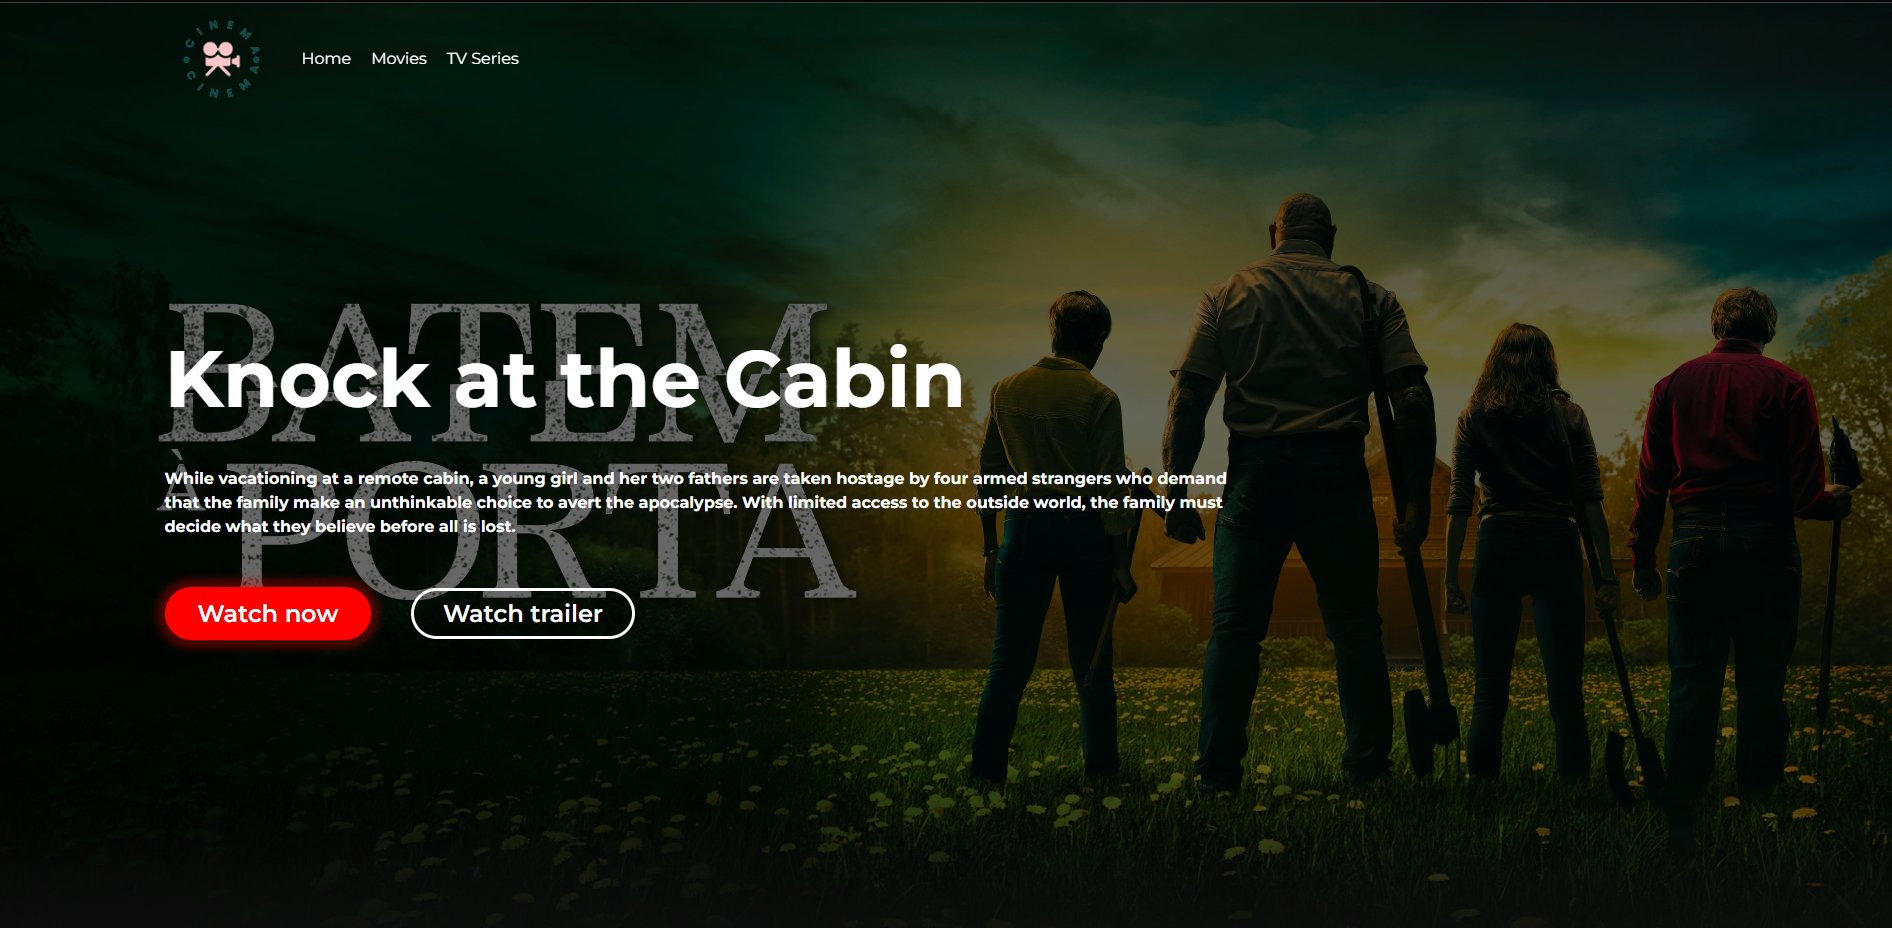 CINEMA
CINEMA
Home Movies TV Series
BATEM
Knock at the Cabin
À PORTA
While vacationing at a remote cabin, a young girl and her two fathers are taken hostage by four armed strangers who demand
that the family make an unthinkable choice to avert the apocalypse. With limited access to the outside world, the family must
decide what they believe before all is lost.
Watch now Watch trailer